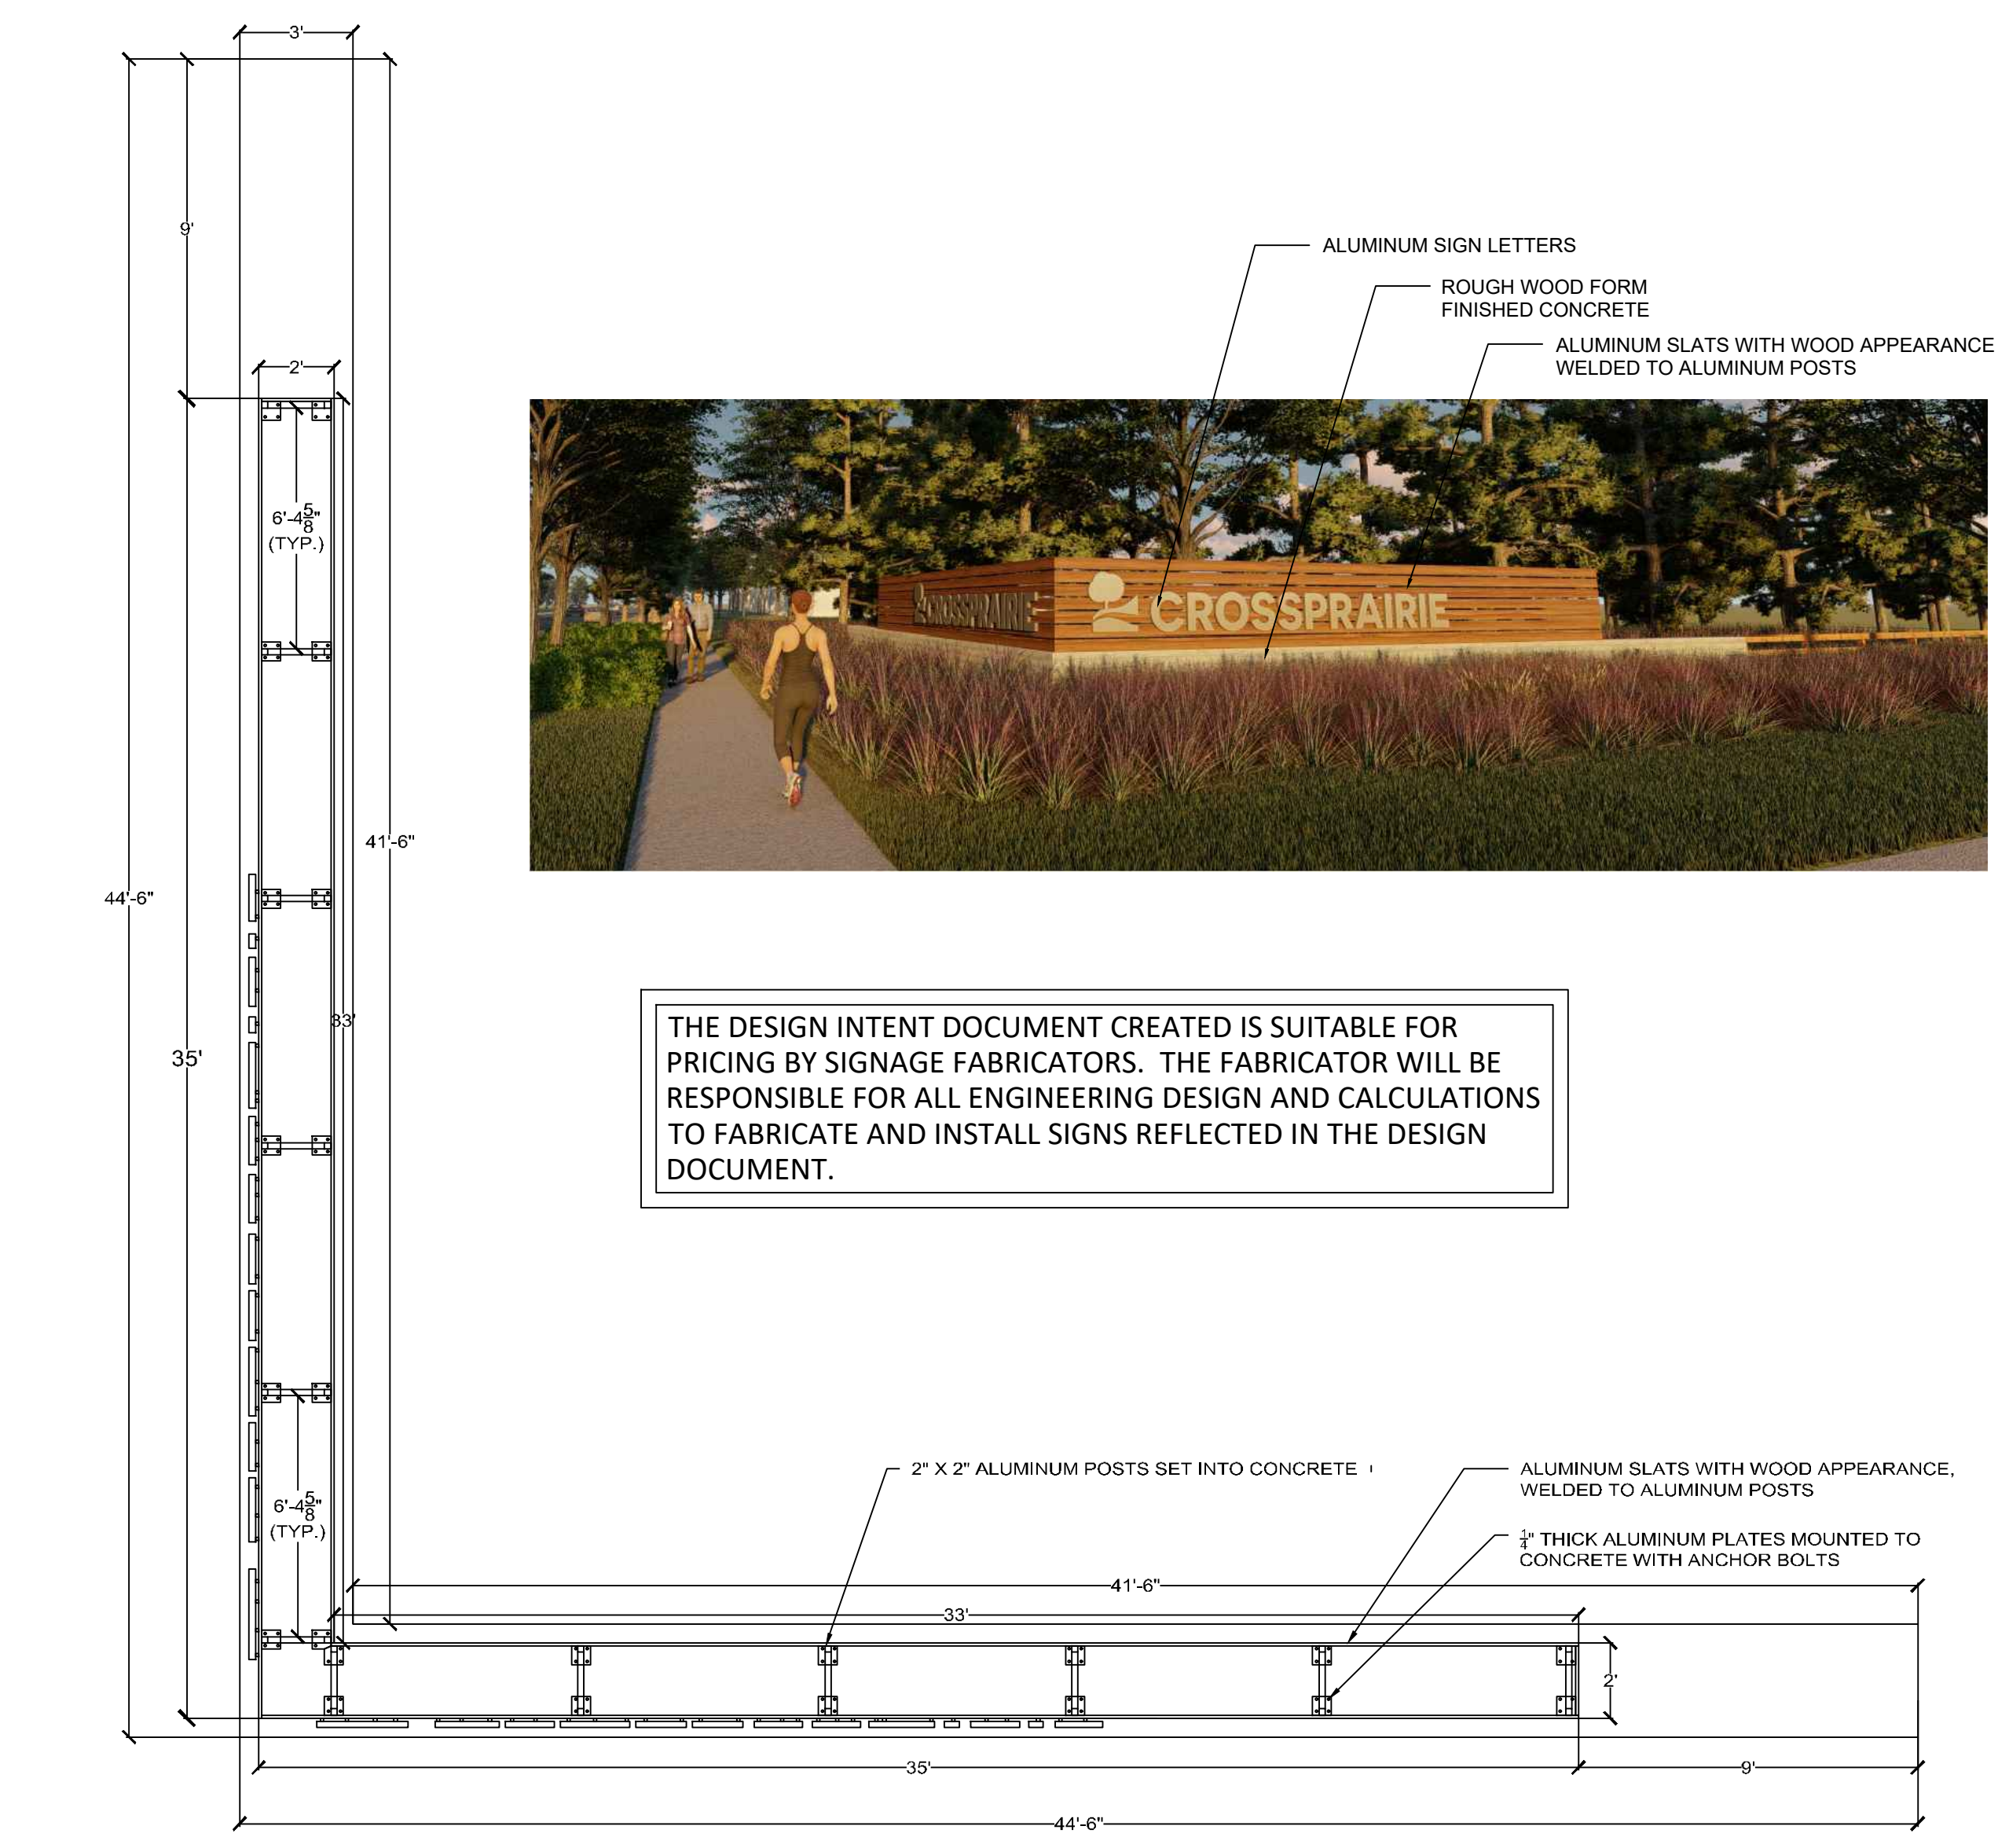 3'
9'
ALUMINUM SIGN LETTERS
ROUGH WOOD FORM
FINISHED CONCRETE
ALUMINUM SLATS WITH WOOD APPEARANCE
WELDED TO ALUMINUM POSTS
2'
6'-4 5/8"
(TYP.)
CROSSPRAIRIE
CROSSPRAIRIE
41'-6"
44'-6"
33'
35'
THE DESIGN INTENT DOCUMENT CREATED IS SUITABLE FOR
PRICING BY SIGNAGE FABRICATORS. THE FABRICATOR WILL BE
RESPONSIBLE FOR ALL ENGINEERING DESIGN AND CALCULATIONS
TO FABRICATE AND INSTALL SIGNS REFLECTED IN THE DESIGN
DOCUMENT.
2" X 2" ALUMINUM POSTS SET INTO CONCRETE
ALUMINUM SLATS WITH WOOD APPEARANCE,
WELDED TO ALUMINUM POSTS
6'-4 5/8"
(TYP.)
1/4" THICK ALUMINUM PLATES MOUNTED TO
CONCRETE WITH ANCHOR BOLTS
41'-6"
33'
2'
35'
9'
44'-6"